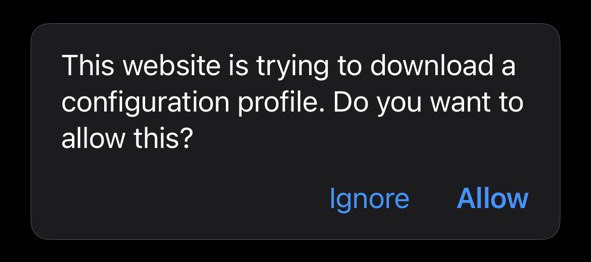 This website is trying to download a
configuration profile. Do you want to
allow this?
Ignore Allow